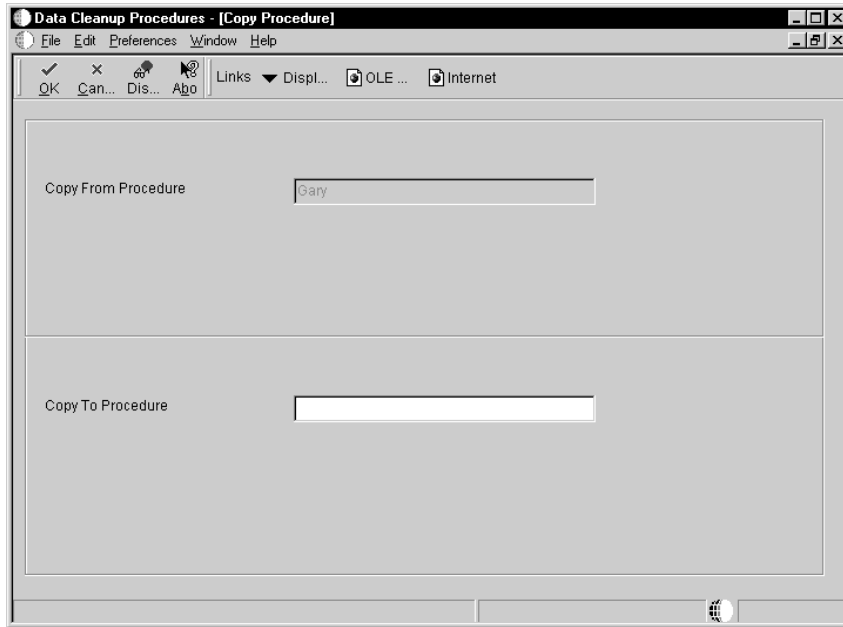 Data Cleanup Procedures - [Copy Procedure]
File Edit Preferences Window Help
OK Can... Dis... Abo Links Displ... OLE ... Internet
Copy From Procedure Gary
Copy To Procedure